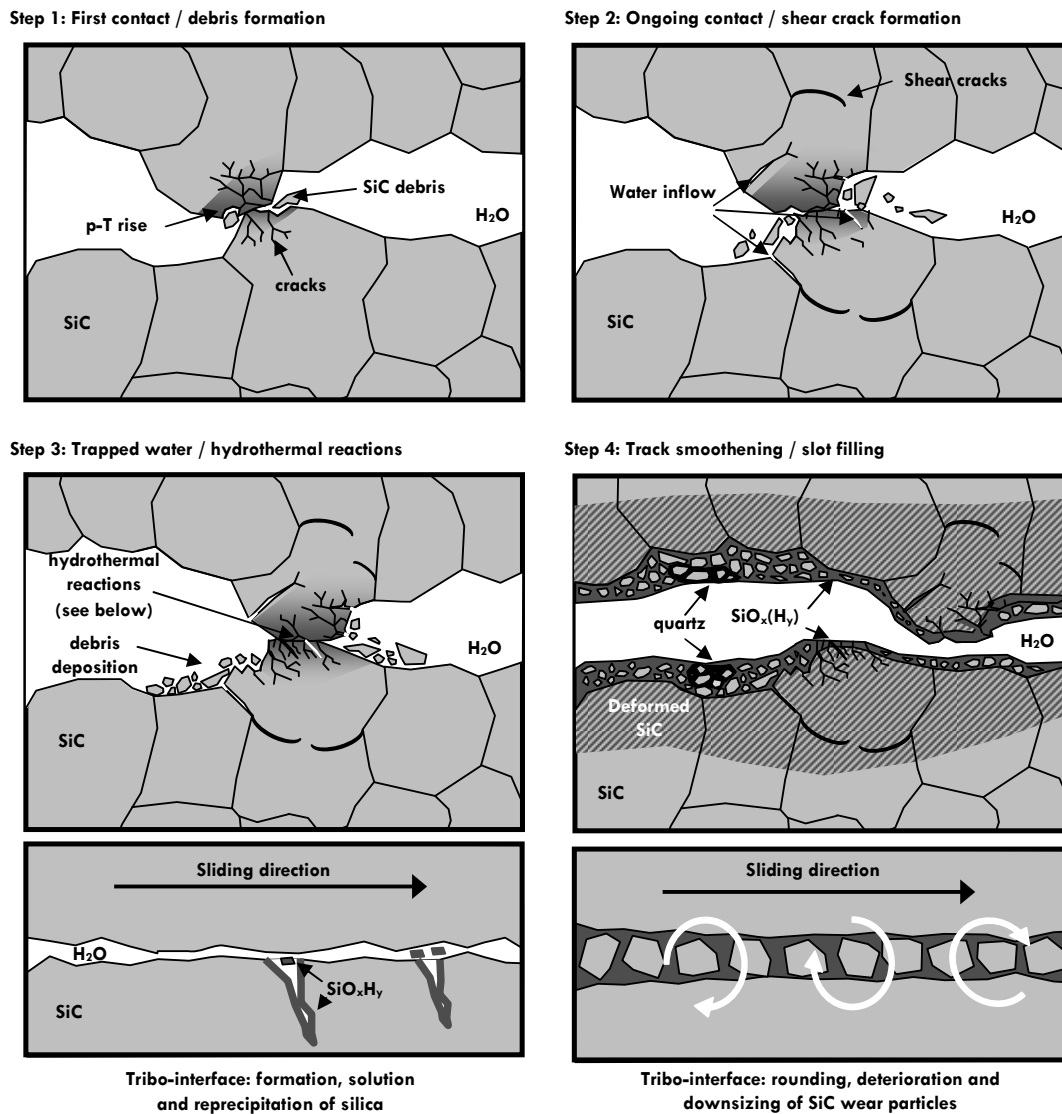 Step 1: First contact / debris formation
p-T rise
SiC debris
H₂O
cracks
SiC
Step 2: Ongoing contact / shear crack formation
Shear cracks
Water inflow
H₂O
SiC
Step 3: Trapped water / hydrothermal reactions
hydrothermal
reactions
(see below)
debris
deposition
H₂O
SiC
Sliding direction
H₂O
SiOₓHᵧ
SiC
Tribo-interface: formation, solution
and reprecipitation of silica
Step 4: Track smoothening / slot filling
quartz
SiOₓ(Hᵧ)
H₂O
Deformed
SiC
SiC
Sliding direction
Tribo-interface: rounding, deterioration and
downsizing of SiC wear particles